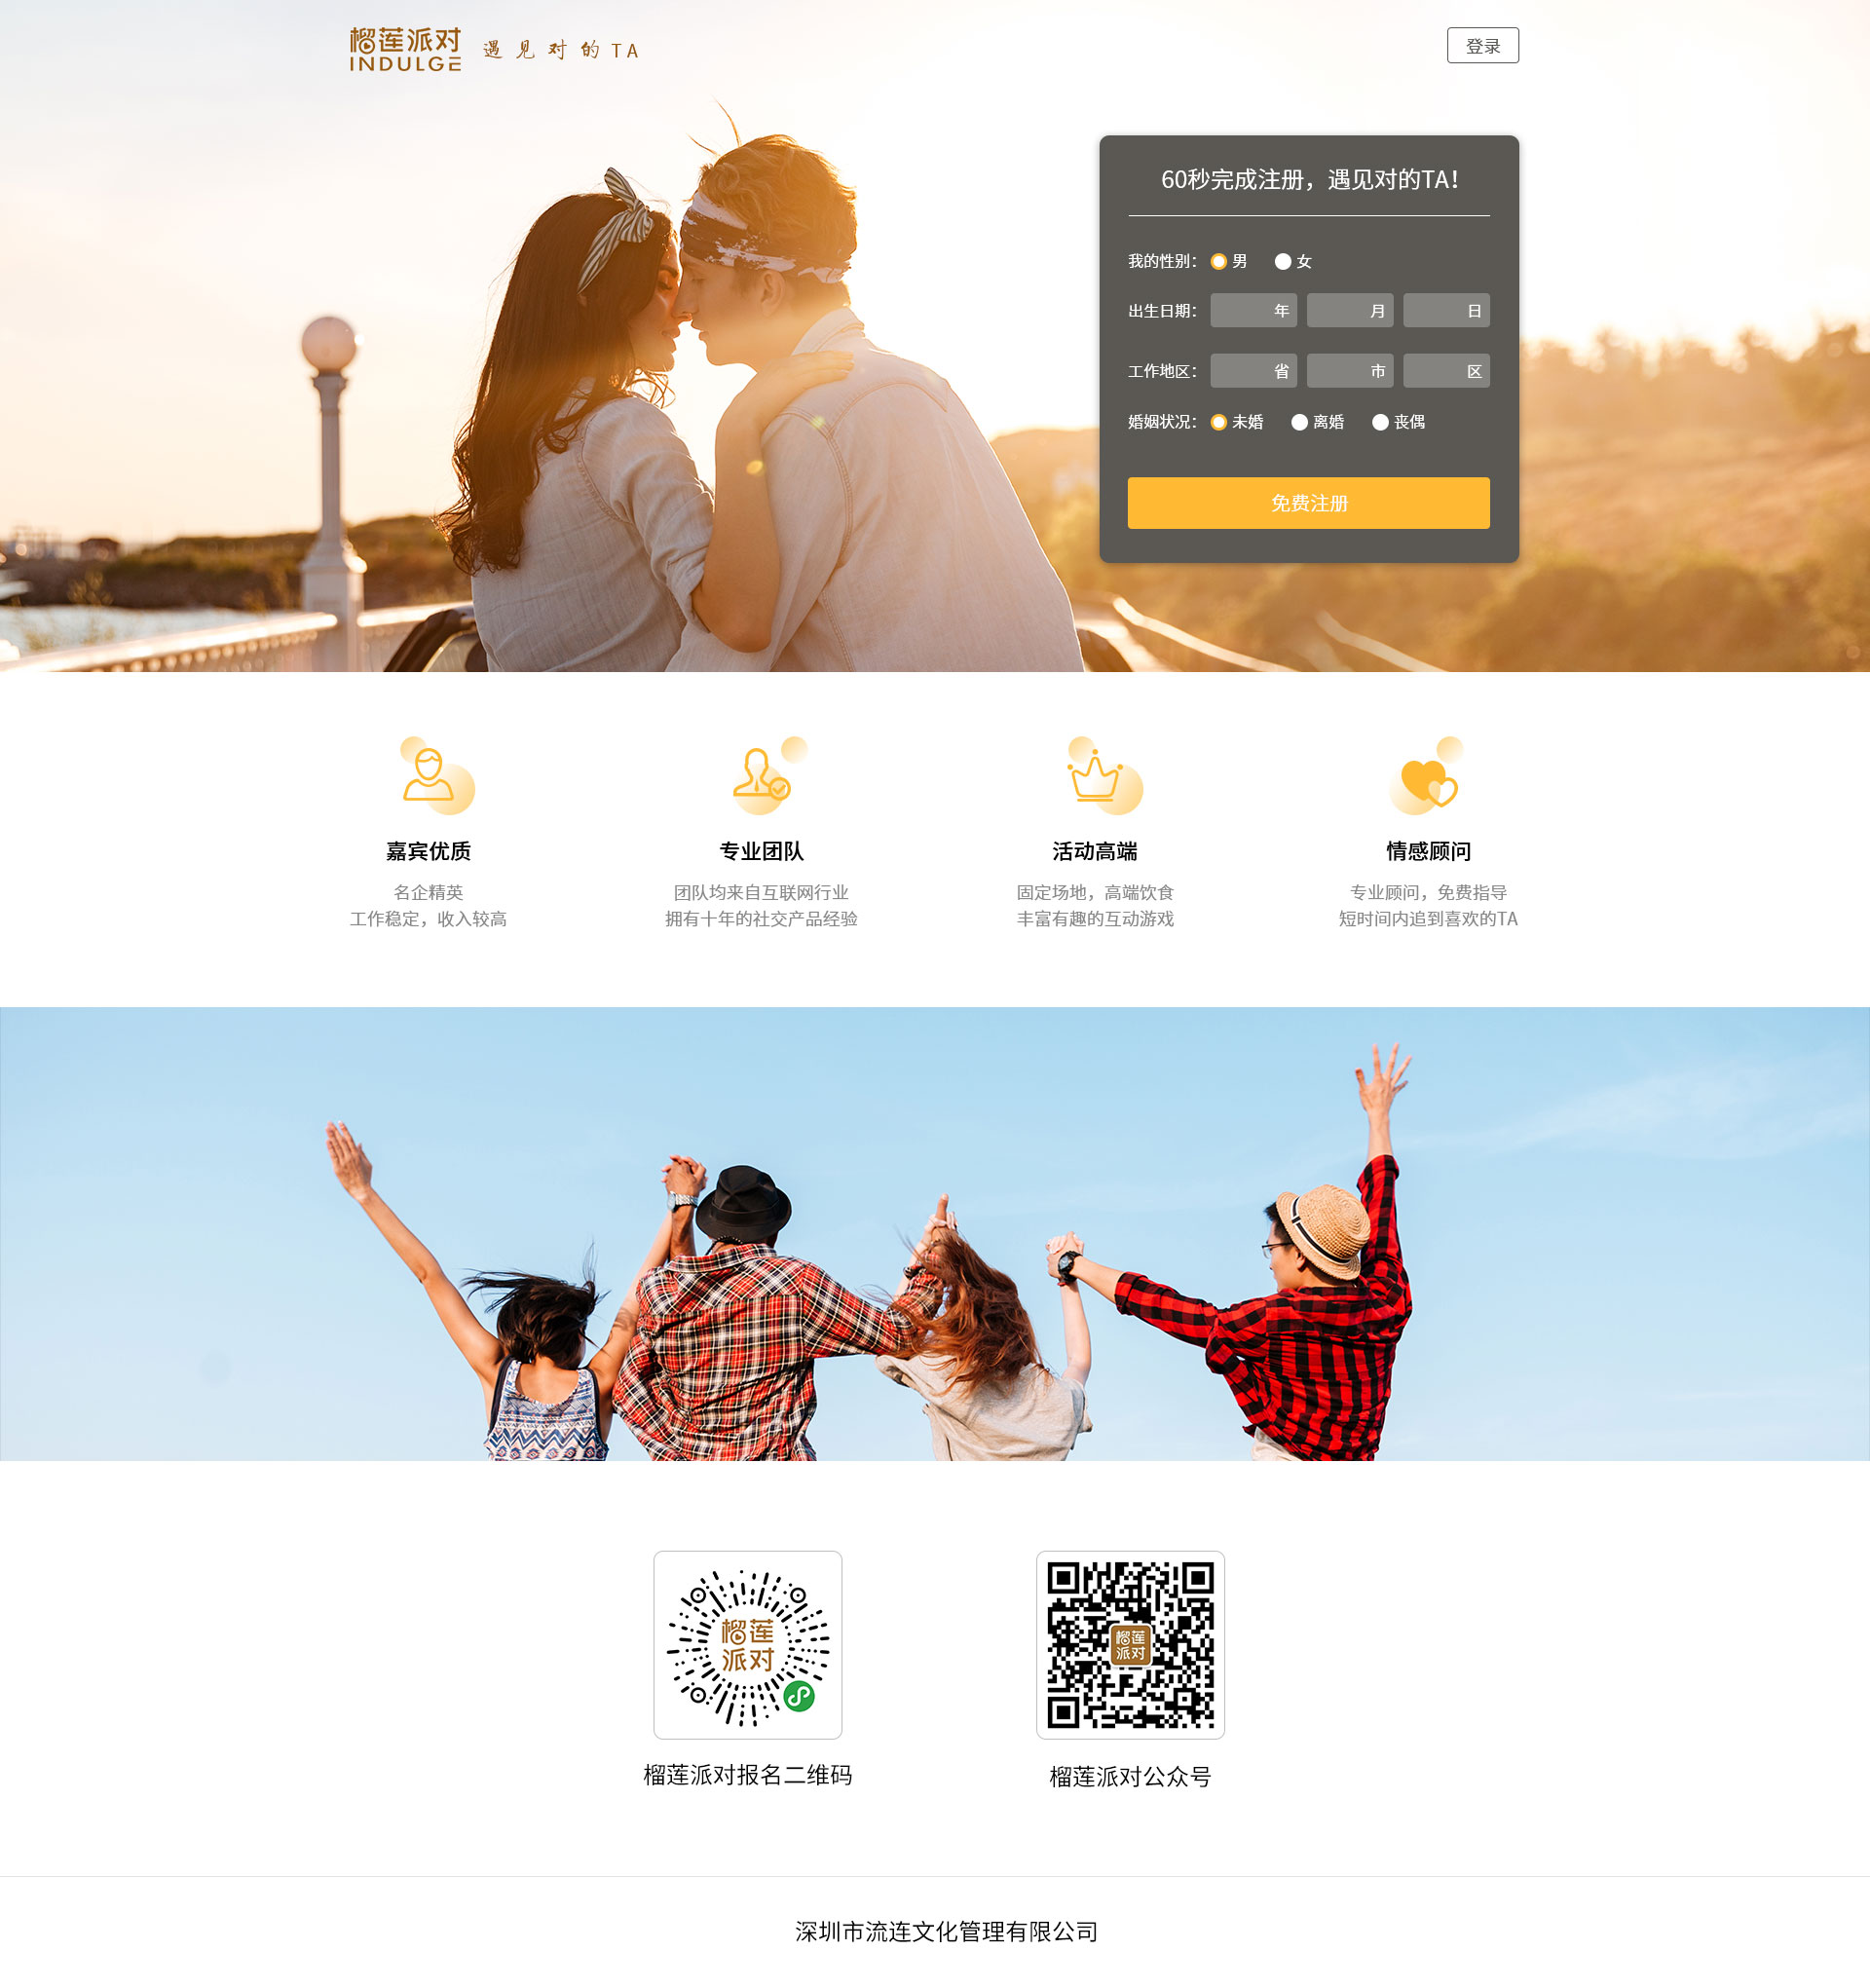 榴莲派对
INDULGE
遇见对的TA
登录
60秒完成注册，遇见对的TA！
我的性别： 男 女
出生日期： 年 月 日
工作地区： 省 市 区
婚姻状况： 未婚 离婚 丧偶
免费注册
嘉宾优质
名企精英
工作稳定，收入较高
专业团队
团队均来自互联网行业
拥有十年的社交产品经验
活动高端
固定场地，高端饮食
丰富有趣的互动游戏
情感顾问
专业顾问，免费指导
短时间内追到喜欢的TA
榴莲
派对
榴莲派对报名二维码
榴莲
派对
榴莲派对公众号
深圳市流连文化管理有限公司